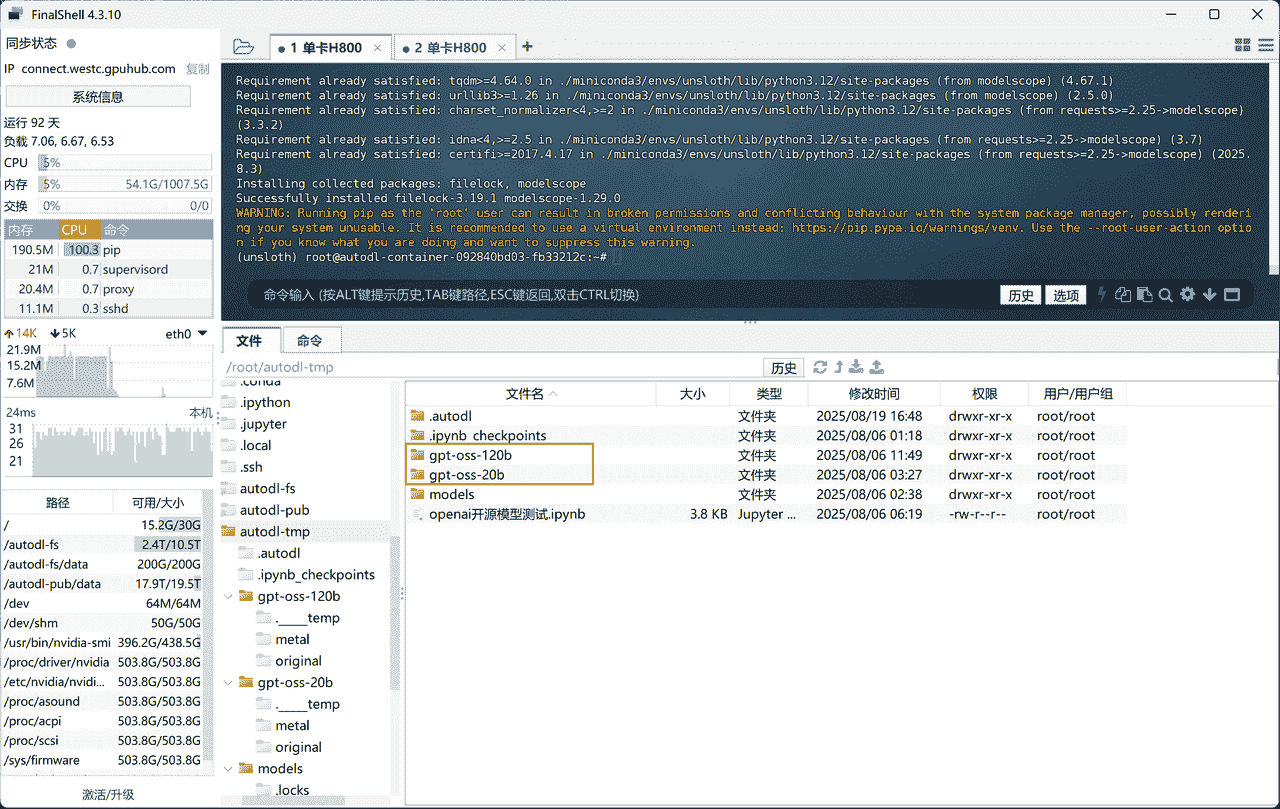 FinalShell 4.3.10
同步状态
IP connect.westc.gpuhub.com 复制
系统信息
运行 92 天
负载 7.06, 6.67, 6.53
CPU 5%
内存 5% 54.1G/1007.5G
交换 0% 0/0
内存 CPU 命令
190.5M 100.3 pip
21M 0.7 supervisord
20.4M 0.7 proxy
11.1M 0.3 sshd
14K 5K eth0
21.9M
15.2M
7.6M
24ms 本机
31
26
21
路径 可用/大小
/ 15.2G/30G
/autodl-fs 2.4T/10.5T
/autodl-fs/data 200G/200G
/autodl-pub/data 17.9T/19.5T
/dev 64M/64M
/dev/shm 50G/50G
/usr/bin/nvidia-smi 396.2G/438.5G
/proc/driver/nvidia 503.8G/503.8G
/etc/nvidia/nvidi... 503.8G/503.8G
/proc/asound 503.8G/503.8G
/proc/acpi 503.8G/503.8G
/proc/scsi 503.8G/503.8G
/sys/firmware 503.8G/503.8G
激活/升级
1 单卡H800
2 单卡H800
Requirement already satisfied: tqdm>=4.64.0 in ./miniconda3/envs/unsloth/lib/python3.12/site-packages (from modelscope) (4.67.1)
Requirement already satisfied: urllib3>=1.26 in ./miniconda3/envs/unsloth/lib/python3.12/site-packages (from modelscope) (2.5.0)
Requirement already satisfied: charset_normalizer<4,>=2 in ./miniconda3/envs/unsloth/lib/python3.12/site-packages (from requests>=2.25->modelscope)
(3.3.2)
Requirement already satisfied: idna<4,>=2.5 in ./miniconda3/envs/unsloth/lib/python3.12/site-packages (from requests>=2.25->modelscope) (3.7)
Requirement already satisfied: certifi>=2017.4.17 in ./miniconda3/envs/unsloth/lib/python3.12/site-packages (from requests>=2.25->modelscope) (2025.
8.3)
Installing collected packages: filelock, modelscope
Successfully installed filelock-3.19.1 modelscope-1.29.0
WARNING: Running pip as the 'root' user can result in broken permissions and conflicting behaviour with the system package manager, possibly renderi
ng your system unusable. It is recommended to use a virtual environment instead: https://pip.pypa.io/warnings/venv. Use the --root-user-action optio
n if you know what you are doing and want to suppress this warning.
(unsloth) root@autodl-container-092840bd03-fb33212c:~#
命令输入 (按ALT键提示历史,TAB键路径,ESC键返回,双击CTRL切换)
历史 选项
文件 命令
/root/autodl-tmp 历史
.conda
.ipython
.jupyter
.local
.ssh
autodl-fs
autodl-pub
autodl-tmp
.autodl
.ipynb_checkpoints
gpt-oss-120b
.____temp
metal
original
gpt-oss-20b
.____temp
metal
original
models
.locks
文件名 大小 类型 修改时间 权限 用户/用户组
.autodl 文件夹 2025/08/19 16:48 drwxr-xr-x root/root
.ipynb_checkpoints 文件夹 2025/08/06 01:18 drwxr-xr-x root/root
gpt-oss-120b 文件夹 2025/08/06 11:49 drwxr-xr-x root/root
gpt-oss-20b 文件夹 2025/08/06 03:27 drwxr-xr-x root/root
models 文件夹 2025/08/06 02:38 drwxr-xr-x root/root
openai开源模型测试.ipynb 3.8 KB Jupyter ... 2025/08/06 06:19 -rw-r--r-- root/root